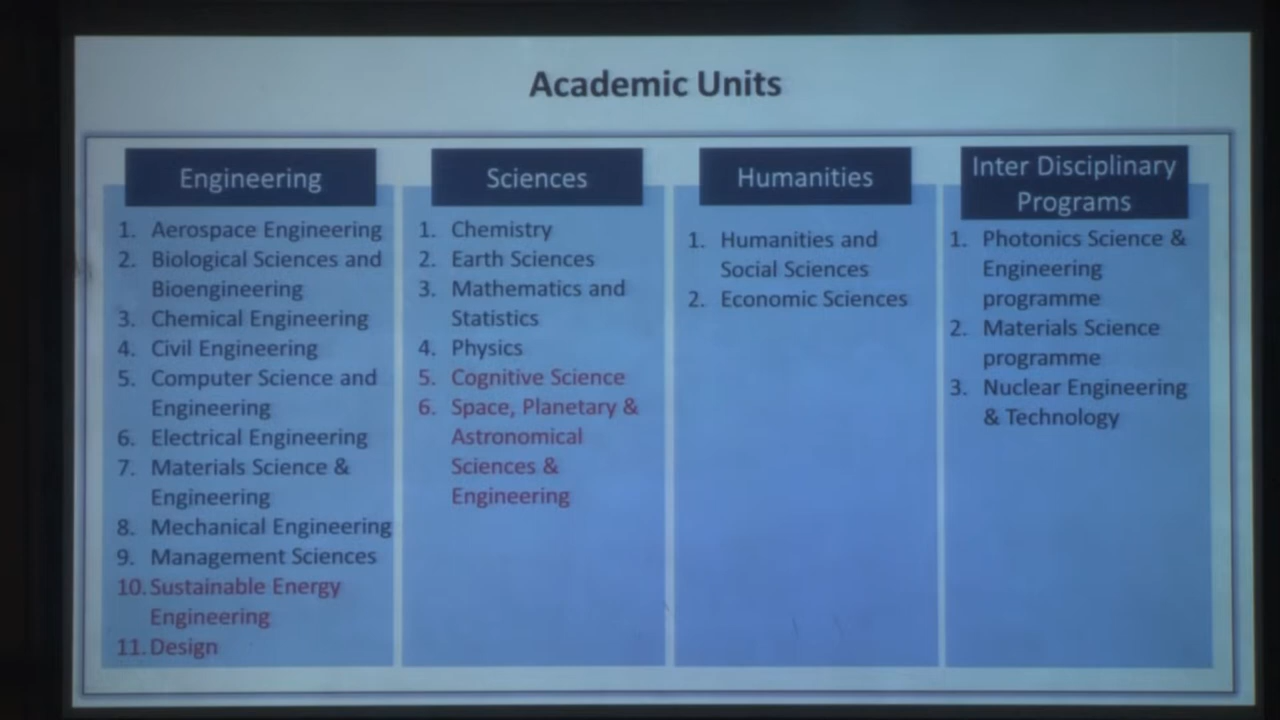 Academic Units
Engineering
1. Aerospace Engineering
2. Biological Sciences and
Bioengineering
3. Chemical Engineering
4. Civil Engineering
5. Computer Science and
Engineering
6. Electrical Engineering
7. Materials Science &
Engineering
8. Mechanical Engineering
9. Management Sciences
10. Sustainable Energy
Engineering
11. Design
Sciences
1. Chemistry
2. Earth Sciences
3. Mathematics and
Statistics
4. Physics
5. Cognitive Science
6. Space, Planetary &
Astronomical
Sciences &
Engineering
Humanities
1. Humanities and
Social Sciences
2. Economic Sciences
Inter Disciplinary
Programs
1. Photonics Science &
Engineering
programme
2. Materials Science
programme
3. Nuclear Engineering
& Technology